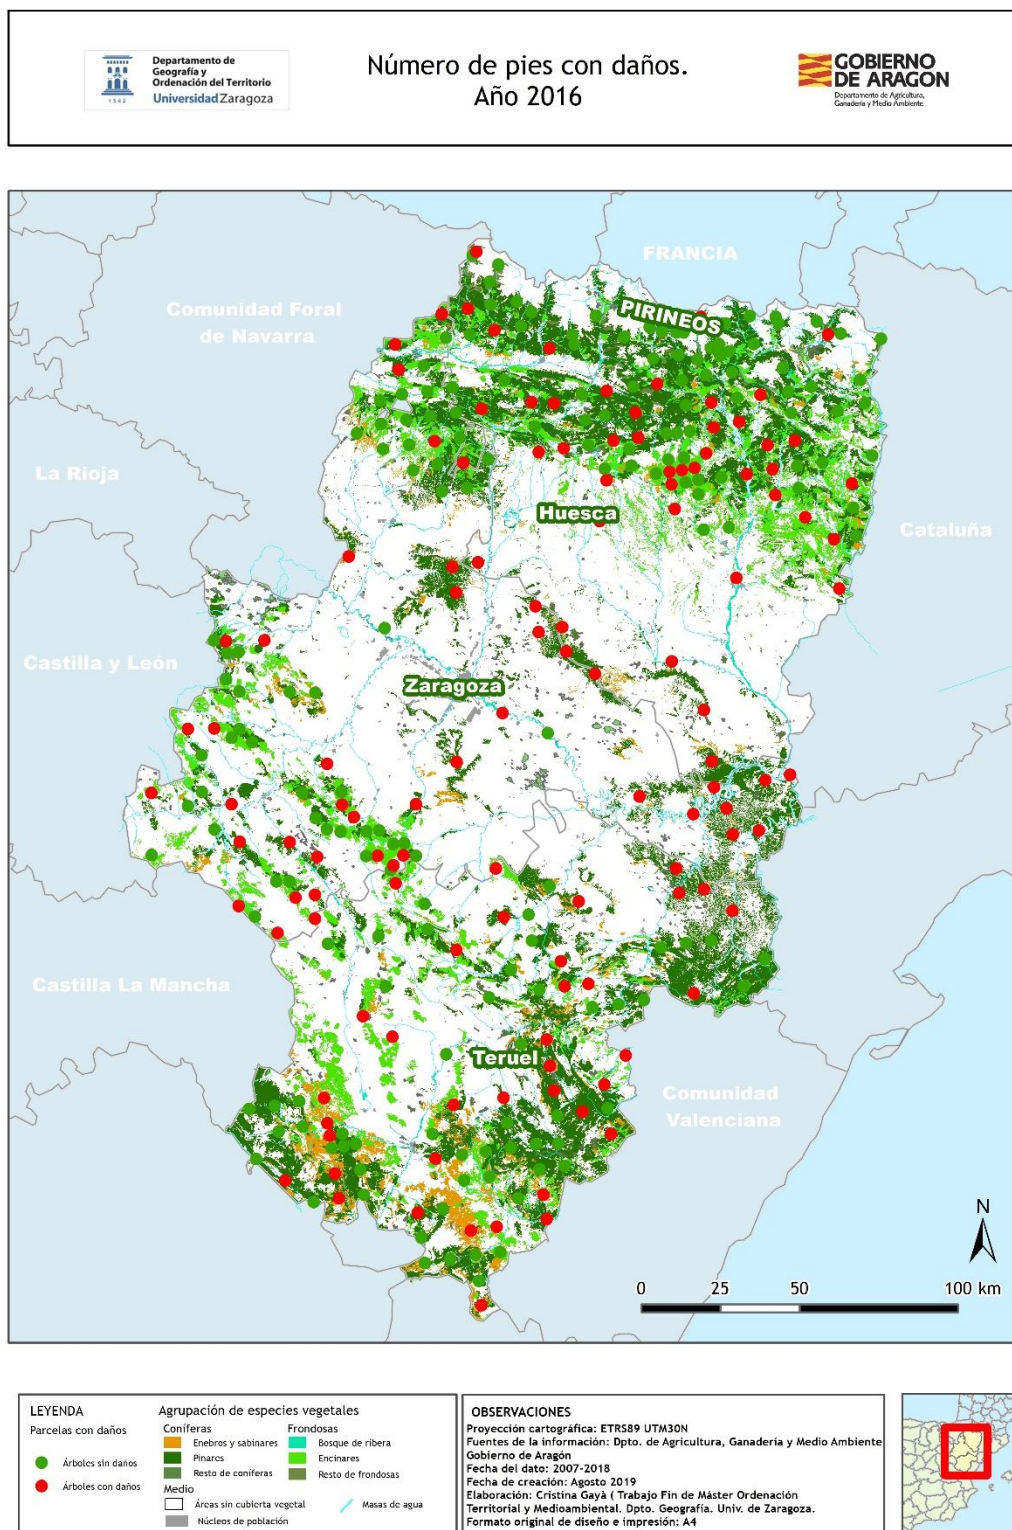 Departamento de
Geografía y
Ordenación del Territorio
Universidad Zaragoza
1542
Número de pies con daños.
Año 2016
GOBIERNO
DE ARAGON
Departamento de Agricultura,
Ganadería y Medio Ambiente
FRANCIA
Comunidad Foral
de Navarra
PIRINEOS
La Rioja
Huesca
Cataluña
Castilla y León
Zaragoza
Castilla La Mancha
Teruel
Comunidad
Valenciana
N
0 25 50 100 km
LEYENDA
Parcelas con daños
Árboles sin daños
Árboles con daños
Agrupación de especies vegetales
Coníferas
Enebros y sabinares
Pinares
Resto de coníferas
Frondosas
Bosque de ribera
Encinares
Resto de frondosas
Medio
Áreas sin cubierta vegetal
Masas de agua
Núcleos de población
OBSERVACIONES
Proyección cartográfica: ETRS89 UTM30N
Fuentes de la información: Dpto. de Agricultura, Ganadería y Medio Ambiente
Gobierno de Aragón
Fecha del dato: 2007-2018
Fecha de creación: Agosto 2019
Elaboración: Cristina Gayà ( Trabajo Fin de Máster Ordenación
Territorial y Medioambiental. Dpto. Geografía. Univ. de Zaragoza.
Formato original de diseño e impresión: A4